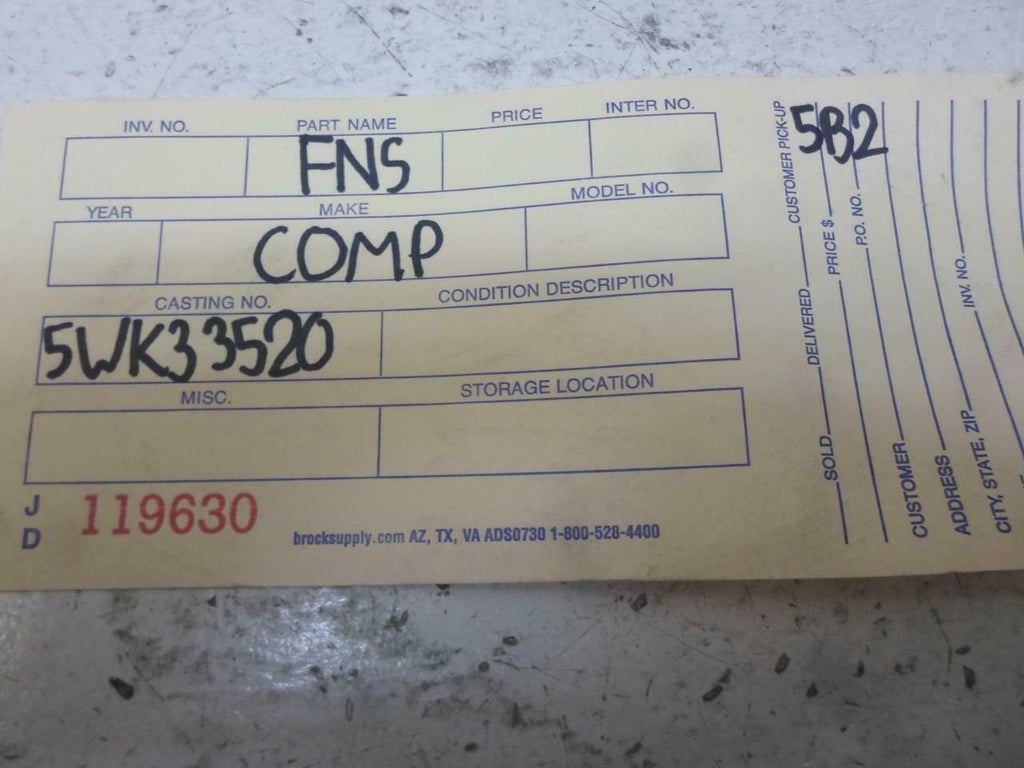 INV. NO. PART NAME PRICE INTER NO.
FNS
YEAR MAKE MODEL NO.
COMP
CASTING NO. CONDITION DESCRIPTION
5WK33520
MISC. STORAGE LOCATION
J
D
119630
brocksupply.com AZ, TX, VA ADS0730 1-800-528-4400
5B2
SOLD DELIVERED CUSTOMER PICK-UP
PRICE $
P.O. NO.
CUSTOMER
ADDRESS
CITY, STATE, ZIP INV. NO.